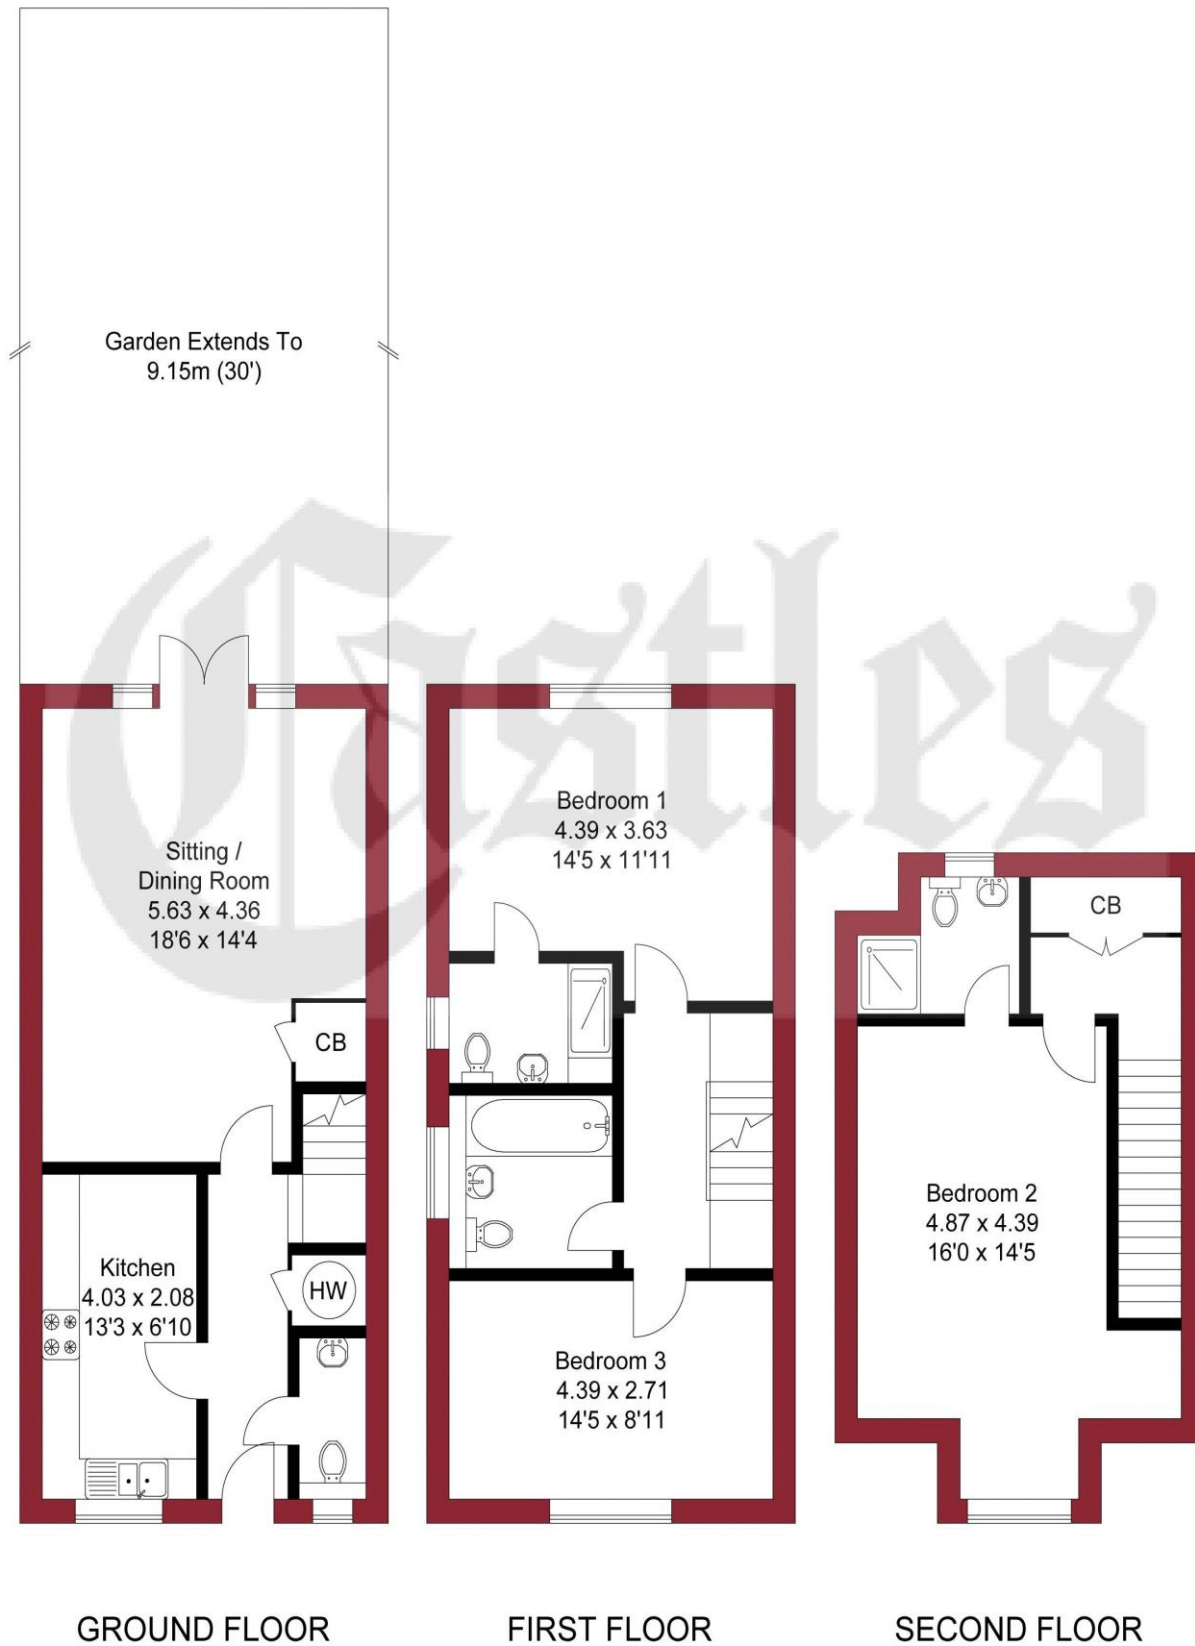 Garden Extends To
9.15m (30')
Castles
Sitting /
Dining Room
5.63 x 4.36
18'6 x 14'4
CB
Kitchen
4.03 x 2.08
13'3 x 6'10
HW
Bedroom 1
4.39 x 3.63
14'5 x 11'11
Bedroom 3
4.39 x 2.71
14'5 x 8'11
CB
Bedroom 2
4.87 x 4.39
16'0 x 14'5
GROUND FLOOR
FIRST FLOOR
SECOND FLOOR